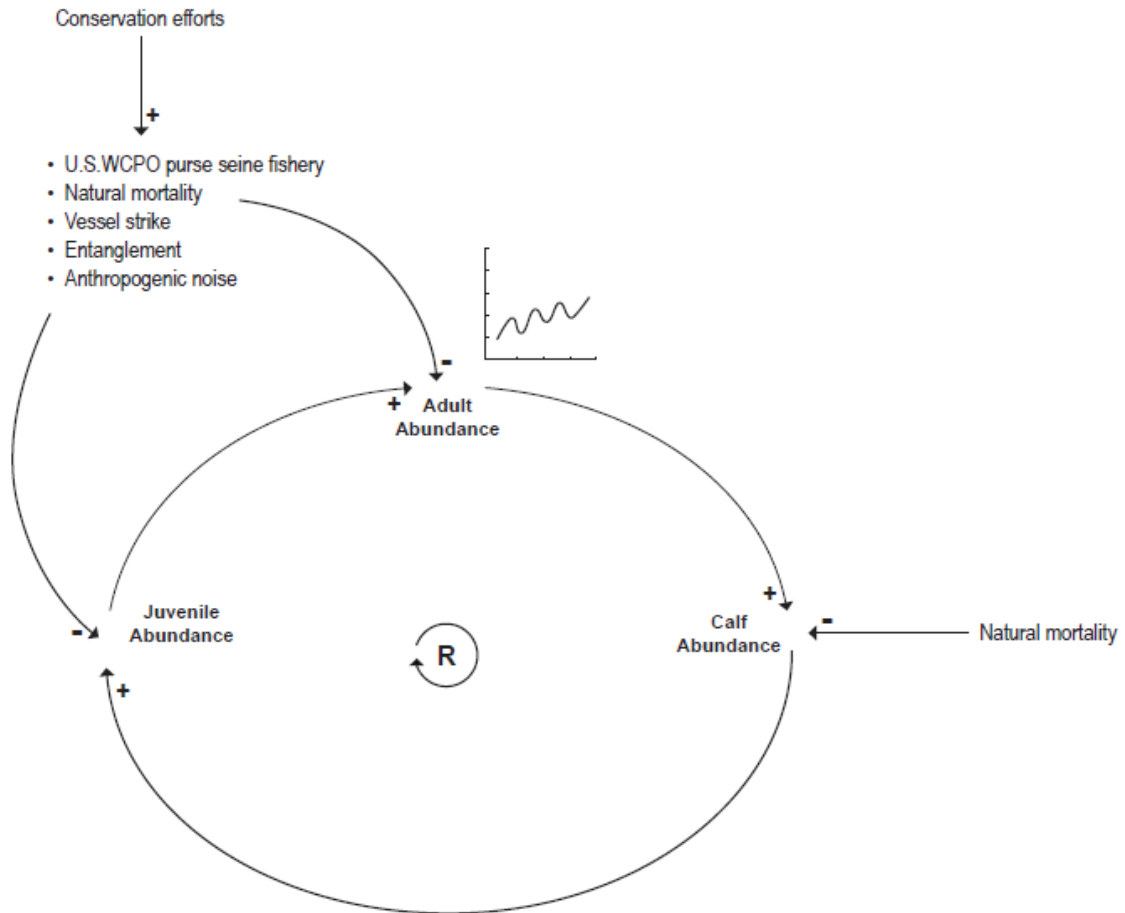 Conservation efforts
+
• U.S.WCPO purse seine fishery
• Natural mortality
• Vessel strike
• Entanglement
• Anthropogenic noise
-
+
Adult
Abundance
+
-
Juvenile
Abundance
+
R
Calf
Abundance
-
Natural mortality